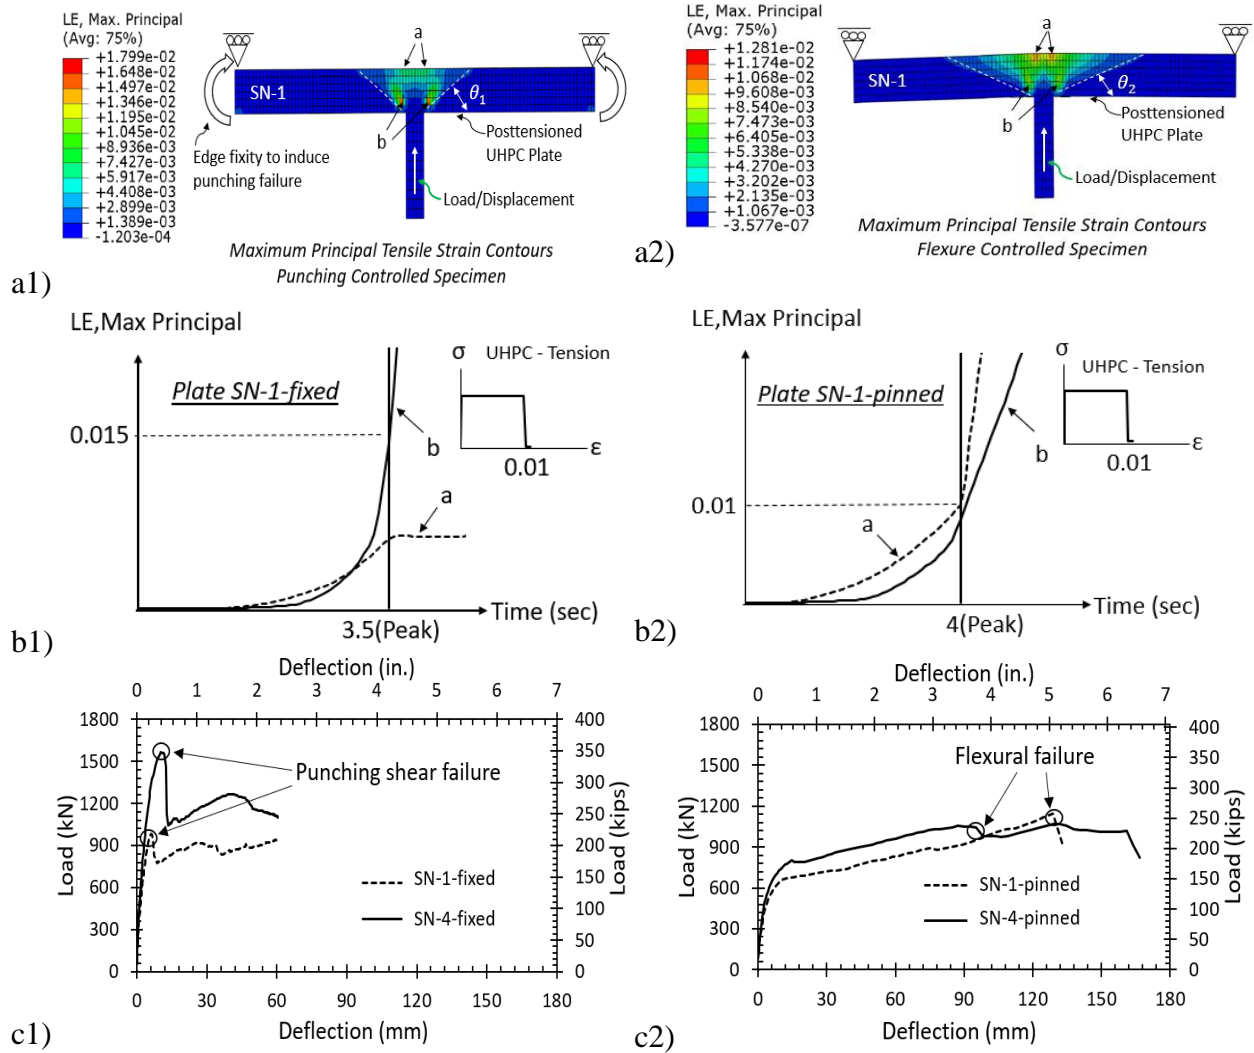 LE, Max. Principal
(Avg: 75%)
+1.799e-02
+1.648e-02
+1.497e-02
+1.346e-02
+1.195e-02
+1.045e-02
+8.936e-03
+7.427e-03
+5.917e-03
+4.408e-03
+2.899e-03
+1.389e-03
-1.203e-04
a
SN-1
θ1
b
Edge fixity to induce
punching failure
Posttensioned
UHPC Plate
Load/Displacement
Maximum Principal Tensile Strain Contours
Punching Controlled Specimen
a1)
LE, Max. Principal
(Avg: 75%)
+1.281e-02
+1.174e-02
+1.068e-02
+9.608e-03
+8.540e-03
+7.473e-03
+6.405e-03
+5.338e-03
+4.270e-03
+3.202e-03
+2.135e-03
+1.067e-03
-3.577e-07
a
SN-1
θ2
b
Posttensioned
UHPC Plate
Load/Displacement
Maximum Principal Tensile Strain Contours
Flexure Controlled Specimen
a2)
LE,Max Principal
Plate SN-1-fixed
σ
UHPC - Tension
ε
0.01
0.015
b
a
Time (sec)
3.5(Peak)
b1)
LE,Max Principal
Plate SN-1-pinned
σ
UHPC - Tension
ε
0.01
0.01
a
b
Time (sec)
4(Peak)
b2)
Deflection (in.)
0 1 2 3 4 5 6 7
1800
1500
1200
900
600
300
0
Load (kN)
400
350
300
250
200
150
100
50
0
Load (kips)
Punching shear failure
SN-1-fixed
SN-4-fixed
0 30 60 90 120 150 180
Deflection (mm)
c1)
Deflection (in.)
0 1 2 3 4 5 6 7
1800
1500
1200
900
600
300
0
Load (kN)
400
350
300
250
200
150
100
50
0
Load (kips)
Flexural failure
SN-1-pinned
SN-4-pinned
0 30 60 90 120 150 180
Deflection (mm)
c2)